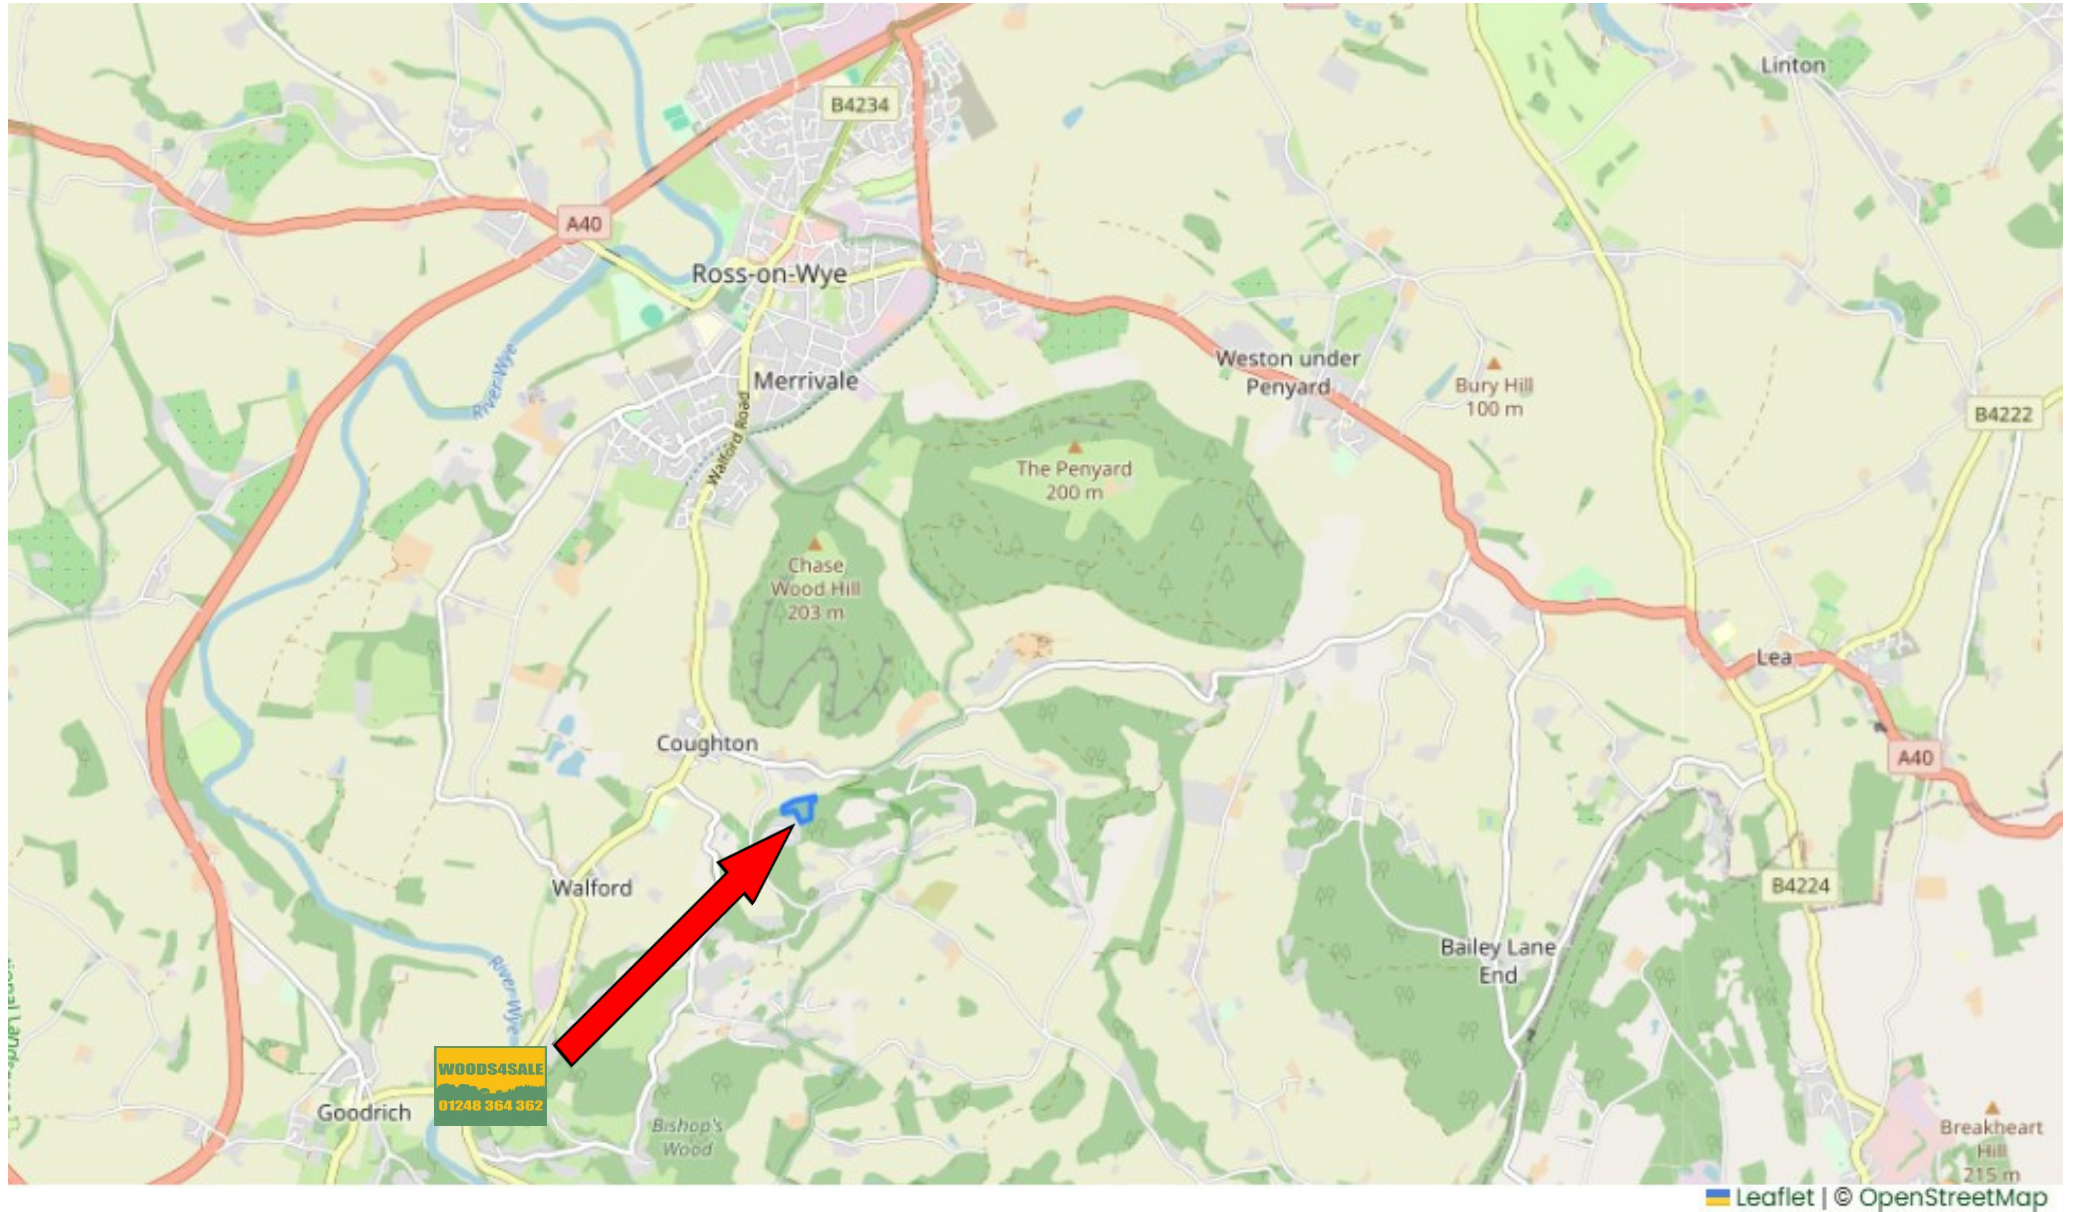 Linton
B4234
A40
Ross-on-Wye
River Wye
Merrivale
Walford Road
Weston under
Penyard
Bury Hill
100 m
B4222
The Penyard
200 m
Chase
Wood Hill
203 m
Lea
Coughton
A40
Walford
B4224
Bailey Lane
End
River Wye
WOODS4SALE
01248 364 362
Goodrich
Bishop's
Wood
Breakheart
Hill
215 m
Leaflet | © OpenStreetMap